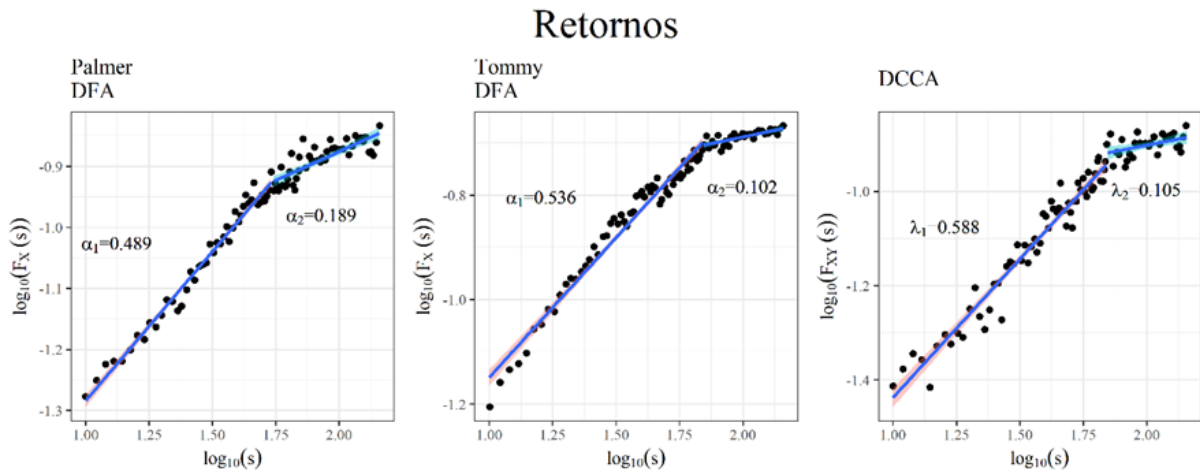 Retornos
Palmer
DFA
log₁₀(Fₓ(s))
-0.9
-1.0
-1.1
-1.2
-1.3
α₁=0.489
α₂=0.189
1.00 1.25 1.50 1.75 2.00
log₁₀(s)
Tommy
DFA
log₁₀(Fₓ(s))
-0.8
-1.0
-1.2
α₁=0.536
α₂=0.102
1.00 1.25 1.50 1.75 2.00
log₁₀(s)
DCCA
log₁₀(F_XY(s))
-1.0
-1.2
-1.4
λ₁=0.588
λ₂=0.105
1.00 1.25 1.50 1.75 2.00
log₁₀(s)